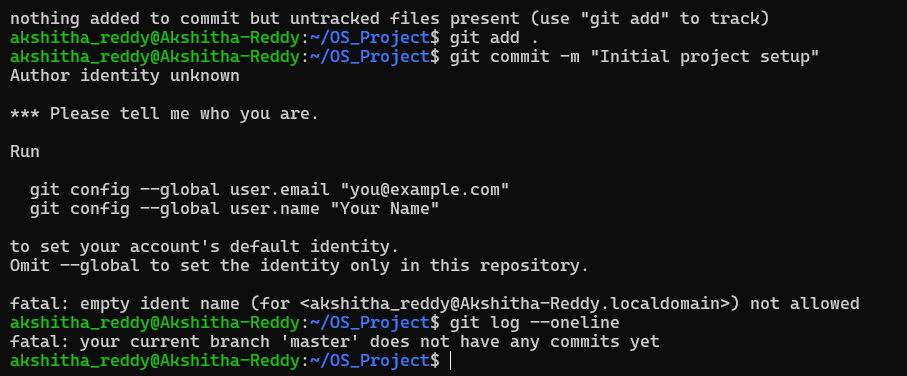 nothing added to commit but untracked files present (use "git add" to track)
akshitha_reddy@Akshitha-Reddy:~/OS_Project$ git add .
akshitha_reddy@Akshitha-Reddy:~/OS_Project$ git commit -m "Initial project setup"
Author identity unknown
*** Please tell me who you are.
Run
git config --global user.email "you@example.com"
git config --global user.name "Your Name"
to set your account's default identity.
Omit --global to set the identity only in this repository.
fatal: empty ident name (for <akshitha_reddy@Akshitha-Reddy.localdomain>) not allowed
akshitha_reddy@Akshitha-Reddy:~/OS_Project$ git log --oneline
fatal: your current branch 'master' does not have any commits yet
akshitha_reddy@Akshitha-Reddy:~/OS_Project$